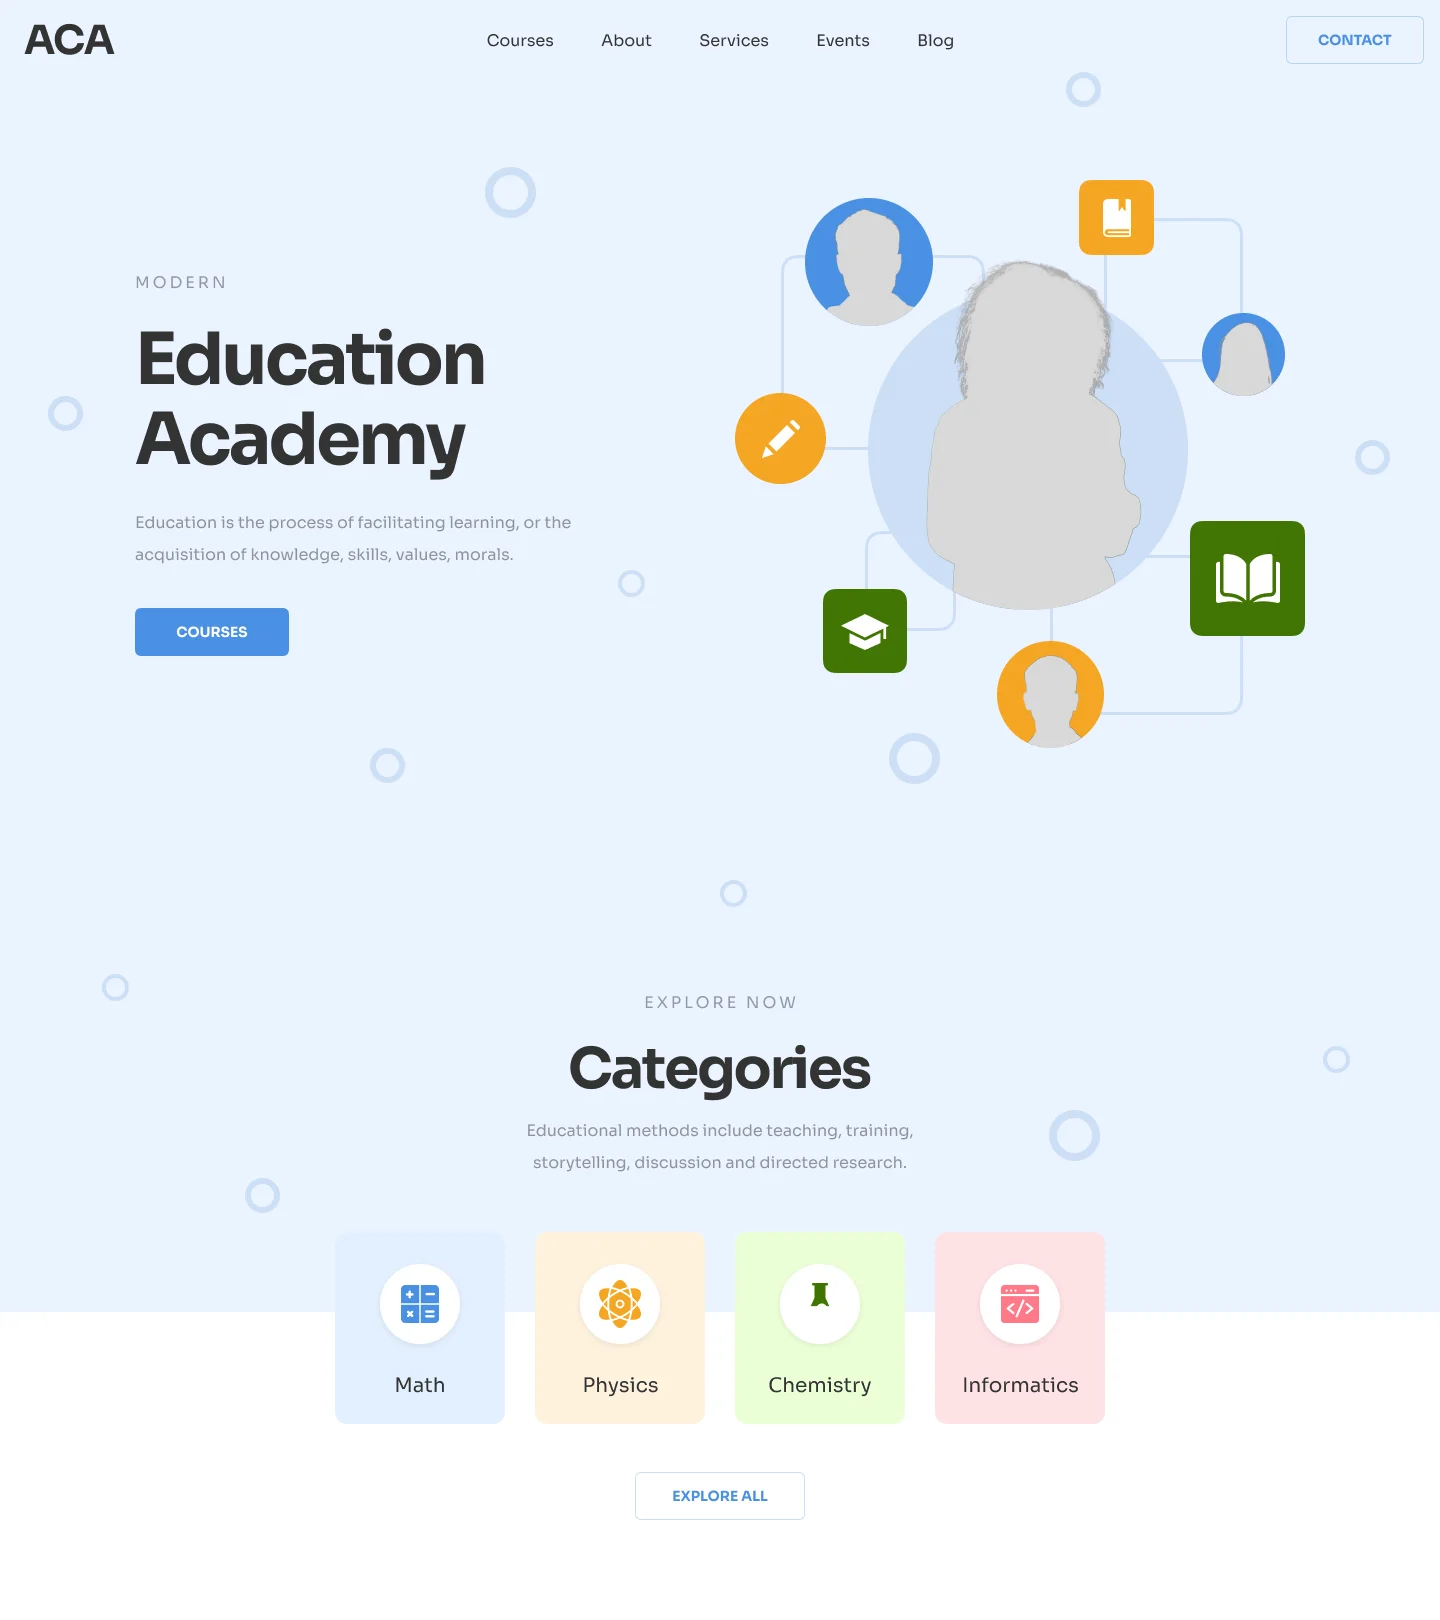 ACA
Courses
About
Services
Events
Blog
CONTACT
MODERN
Education
Academy
Education is the process of facilitating learning, or the
acquisition of knowledge, skills, values, morals.
COURSES
EXPLORE NOW
Categories
Educational methods include teaching, training,
storytelling, discussion and directed research.
Math
Physics
Chemistry
Informatics
EXPLORE ALL